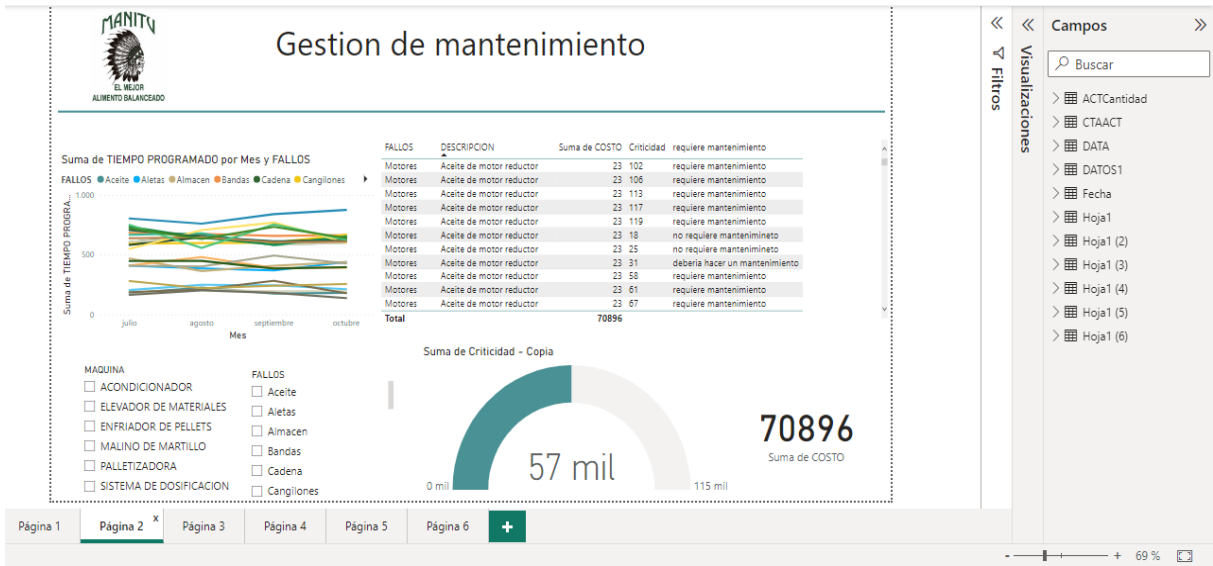 MANITU
EL MEJOR
ALIMENTO BALANCEADO
Gestion de mantenimiento
Suma de TIEMPO PROGRAMADO por Mes y FALLOS
FALLOS Aceite Aletas Almacen Bandas Cadena Cangilones
Suma de TIEMPO PROGRA...
1.000
500
0
julio agosto septiembre octubre
Mes
FALLOS DESCRIPCION Suma de COSTO Criticidad requiere mantenimiento
Motores Aceite de motor reductor 23 102 requiere mantenimiento
Motores Aceite de motor reductor 23 106 requiere mantenimiento
Motores Aceite de motor reductor 23 113 requiere mantenimiento
Motores Aceite de motor reductor 23 117 requiere mantenimiento
Motores Aceite de motor reductor 23 119 requiere mantenimiento
Motores Aceite de motor reductor 23 18 no requiere mantenimineto
Motores Aceite de motor reductor 23 25 no requiere mantenimineto
Motores Aceite de motor reductor 23 31 deberia hacer un mantenimiento
Motores Aceite de motor reductor 23 58 requiere mantenimiento
Motores Aceite de motor reductor 23 61 requiere mantenimiento
Motores Aceite de motor reductor 23 67 requiere mantenimiento
Total 70896
MAQUINA
ACONDICIONADOR
ELEVADOR DE MATERIALES
ENFRIADOR DE PELLETS
MALINO DE MARTILLO
PALLETIZADORA
SISTEMA DE DOSIFICACION
FALLOS
Aceite
Aletas
Almacen
Bandas
Cadena
Cangilones
Suma de Criticidad - Copia
57 mil
0 mil
115 mil
70896
Suma de COSTO
Filtros
Visualizaciones
Campos
Buscar
ACTCantidad
CTAACT
DATA
DATOS1
Fecha
Hoja1
Hoja1 (2)
Hoja1 (3)
Hoja1 (4)
Hoja1 (5)
Hoja1 (6)
Página 1 Página 2 x Página 3 Página 4 Página 5 Página 6 +
- + 69 %